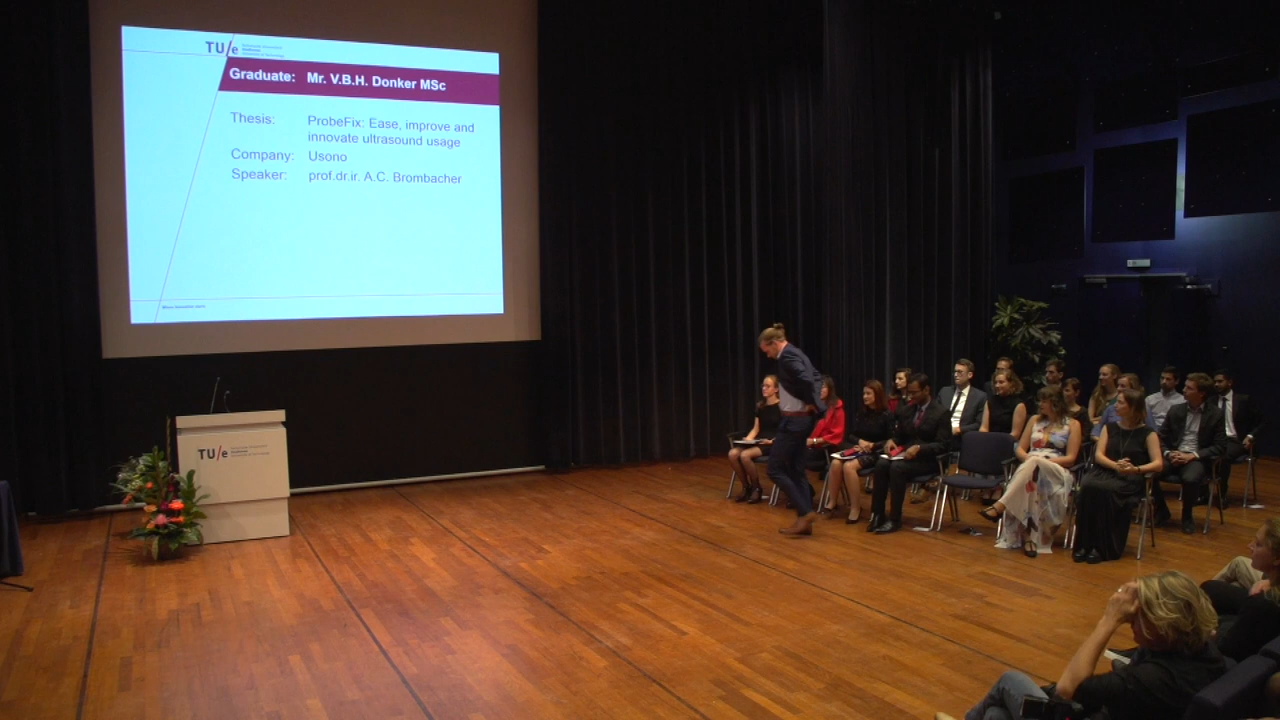 TU/e
Graduate: Mr. V.B.H. Donker MSc
Thesis: ProbeFix: Ease, improve and
innovate ultrasound usage
Company: Usono
Speaker: prof.dr.ir. A.C. Brombacher
TU/e